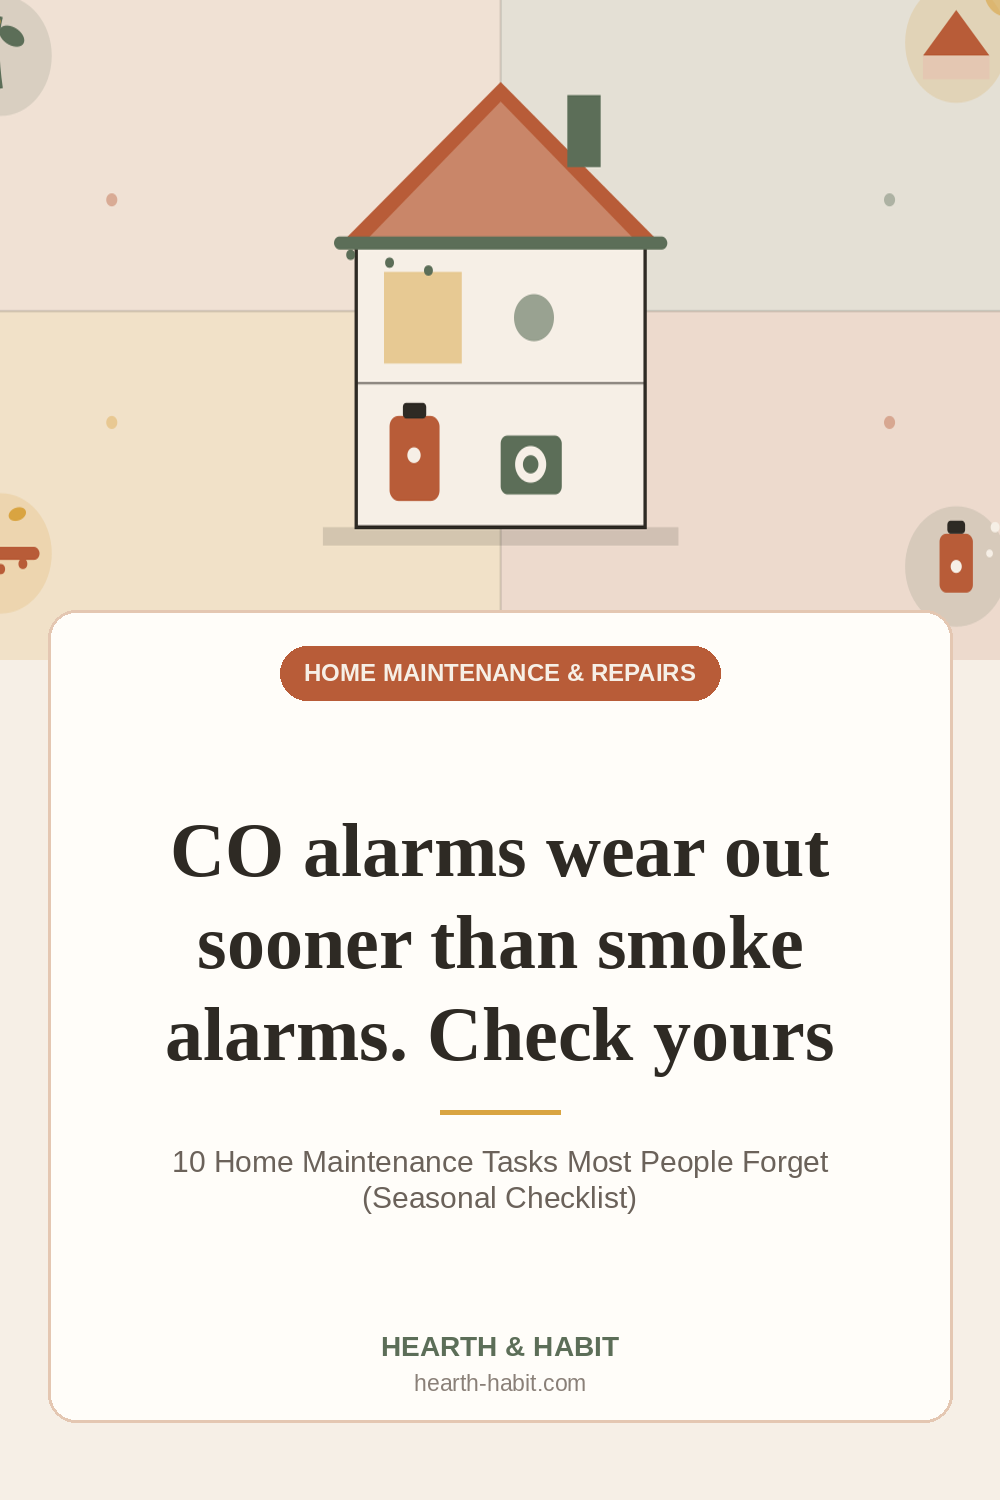 HOME MAINTENANCE & REPAIRS
CO alarms wear out
sooner than smoke
alarms. Check yours
10 Home Maintenance Tasks Most People Forget
(Seasonal Checklist)
HEARTH & HABIT
hearth-habit.com